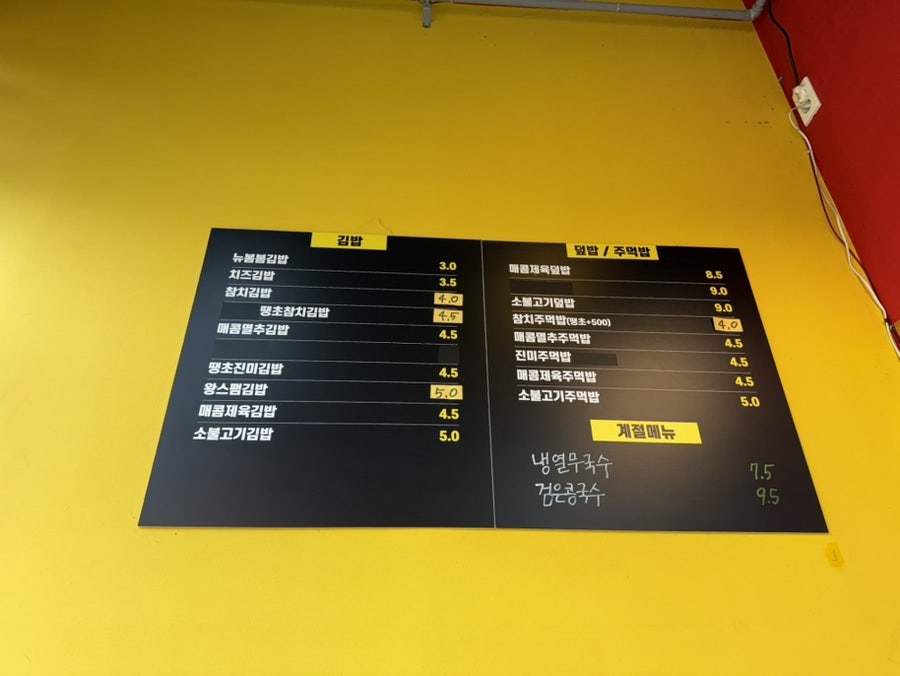 김밥
뉴봄봄김밥 3.0
치즈김밥 3.5
참치김밥 4.0
땡초참치김밥 4.5
매콤멸추김밥 4.5
땡초진미김밥 4.5
왕스팸김밥 5.0
매콤제육김밥 4.5
소불고기김밥 5.0
덮밥 / 주먹밥
매콤제육덮밥 8.5
9.0
소불고기덮밥 9.0
참치주먹밥(땡초+500) 4.0
매콤멸추주먹밥 4.5
진미주먹밥 4.5
매콤제육주먹밥 4.5
소불고기주먹밥 5.0
계절메뉴
냉열무국수 7.5
검은콩국수 9.5